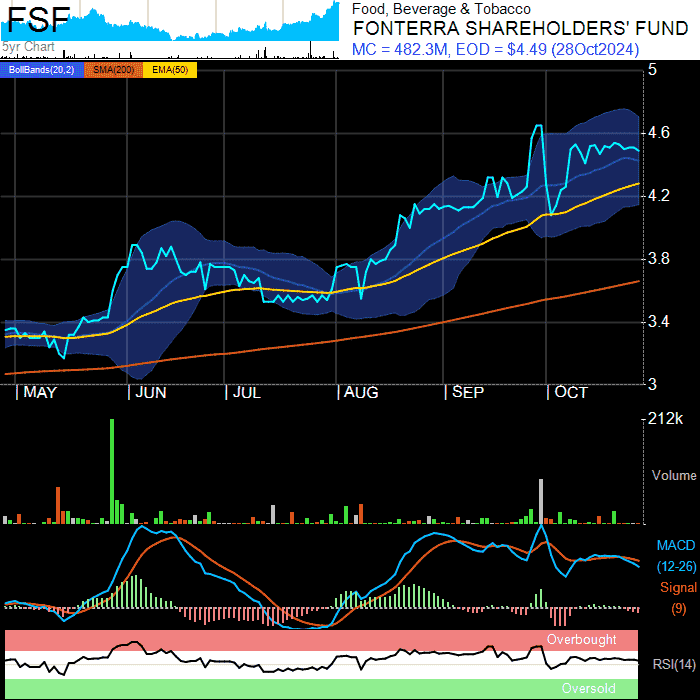 FSF
5yr Chart
Food, Beverage & Tobacco
FONTERRA SHAREHOLDERS' FUND
MC = 482.3M, EOD = $4.49 (28Oct2024)
BollBands(20,2) SMA(200) EMA(50)
5
4.6
4.2
3.8
3.4
3
MAY JUN JUL AUG SEP OCT
212k
Volume
MACD
(12-26)
Signal
(9)
Overbought
RSI(14)
Oversold